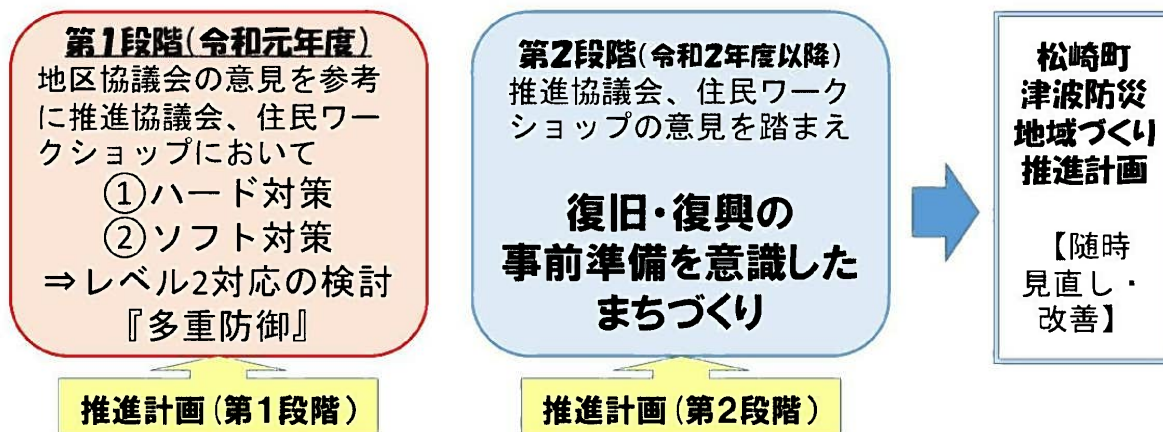 第1段階(令和元年度)
地区協議会の意見を参考
に推進協議会、住民ワー
クショップにおいて
①ハード対策
②ソフト対策
⇒レベル2対応の検討
『多重防御』
推進計画(第1段階)
第2段階(令和2年度以降)
推進協議会、住民ワーク
ショップの意見を踏まえ
復旧・復興の
事前準備を意識した
まちづくり
推進計画(第2段階)
松崎町
津波防災
地域づくり
推進計画
【随時
見直し・
改善】